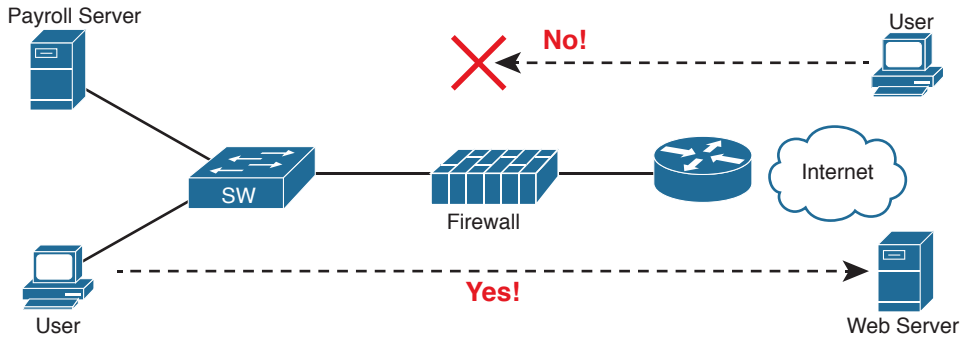 Payroll Server
User
No!
SW
Firewall
Internet
Yes!
User
Web Server